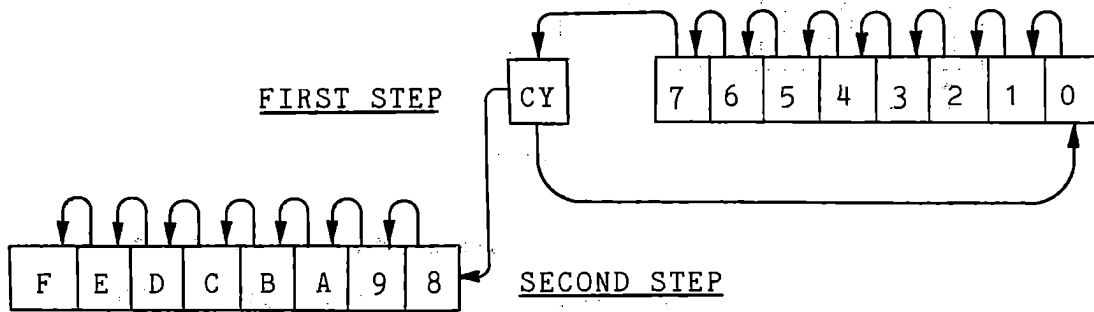 FIRST STEP
CY
7 6 5 4 3 2 1 0
F E D C B A 9 8
SECOND STEP